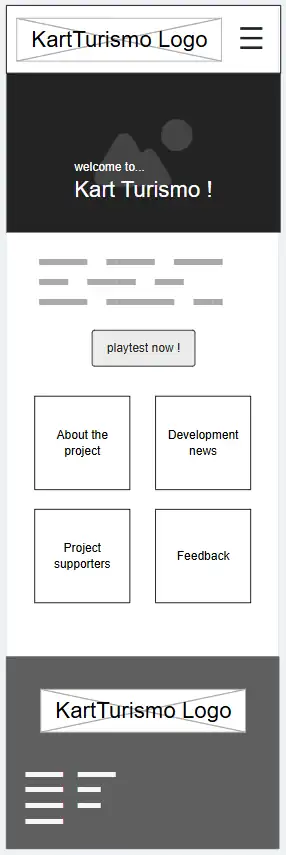 KartTurismo Logo
welcome to...
Kart Turismo !
playtest now !
About the
project
Development
news
Project
supporters
Feedback
KartTurismo Logo